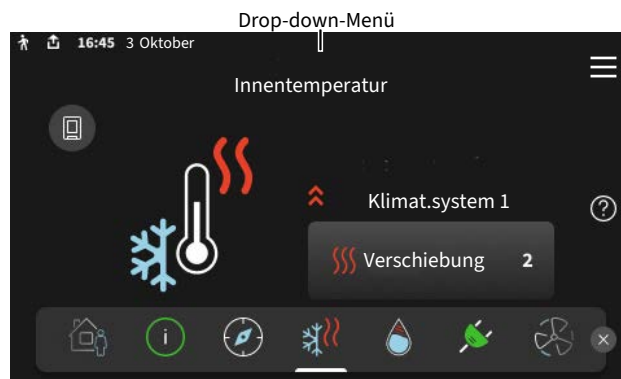 Drop-down-Menü
16:45 3 Oktober
Innentemperatur
Klimat.system 1
?
Verschiebung 2
i